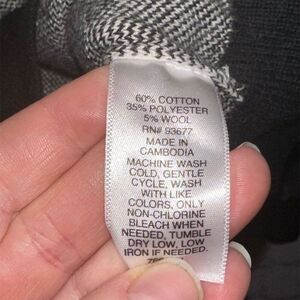 60% COTTON
35% POLYESTER
5% WOOL
RN# 93677
MADE IN
CAMBODIA
MACHINE WASH
COLD, GENTLE
CYCLE, WASH
WITH LIKE
COLORS, ONLY
NON-CHLORINE
BLEACH WHEN
NEEDED, TUMBLE
DRY LOW, LOW
IRON IF NEEDED.